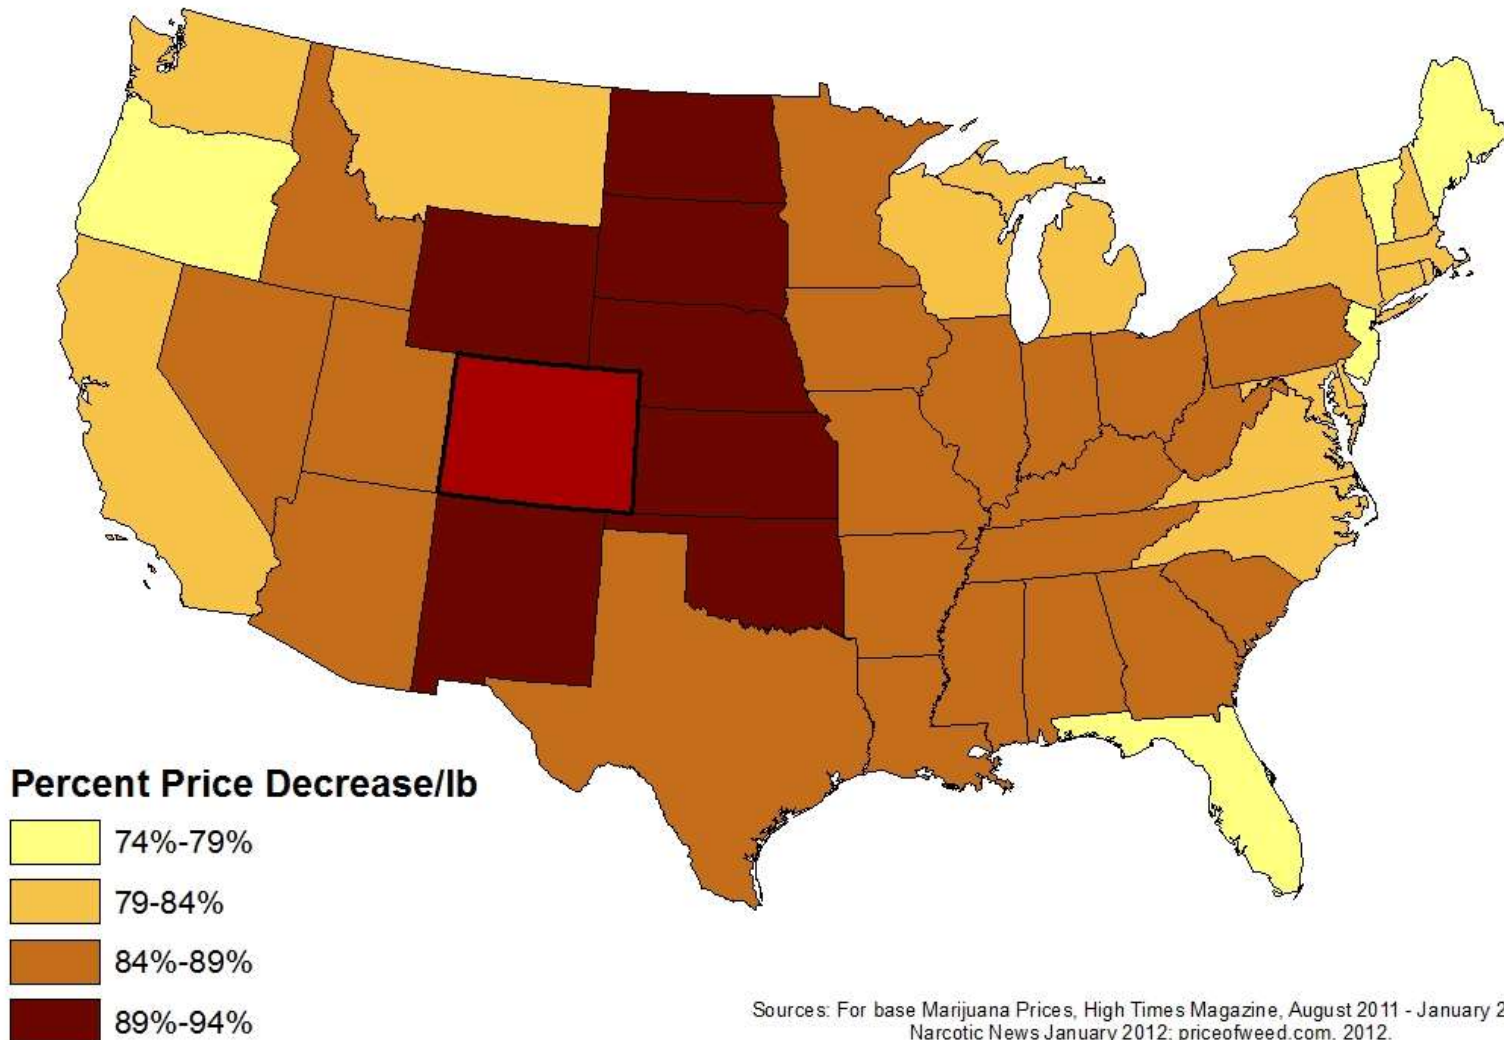 Percent Price Decrease/lb
74%-79%
79-84%
84%-89%
89%-94%
Sources: For base Marijuana Prices, High Times Magazine, August 2011 - January 2
Narcotic News January 2012; priceofweed.com, 2012.